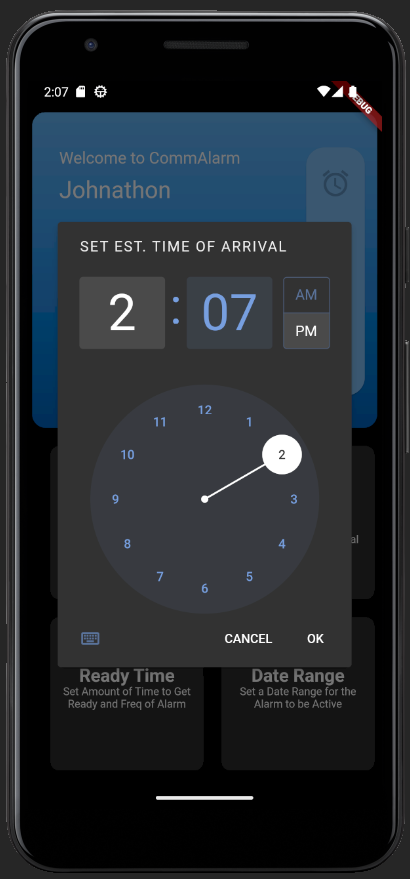 2:07
DEBUG
Welcome to CommAlarm
Johnathon
SET EST. TIME OF ARRIVAL
2 : 07
AM
PM
12
11 1
10 2
9 3
8 4
7 5
6
al
CANCEL OK
Ready Time
Set Amount of Time to Get
Ready and Freq of Alarm
Date Range
Set a Date Range for the
Alarm to be Active